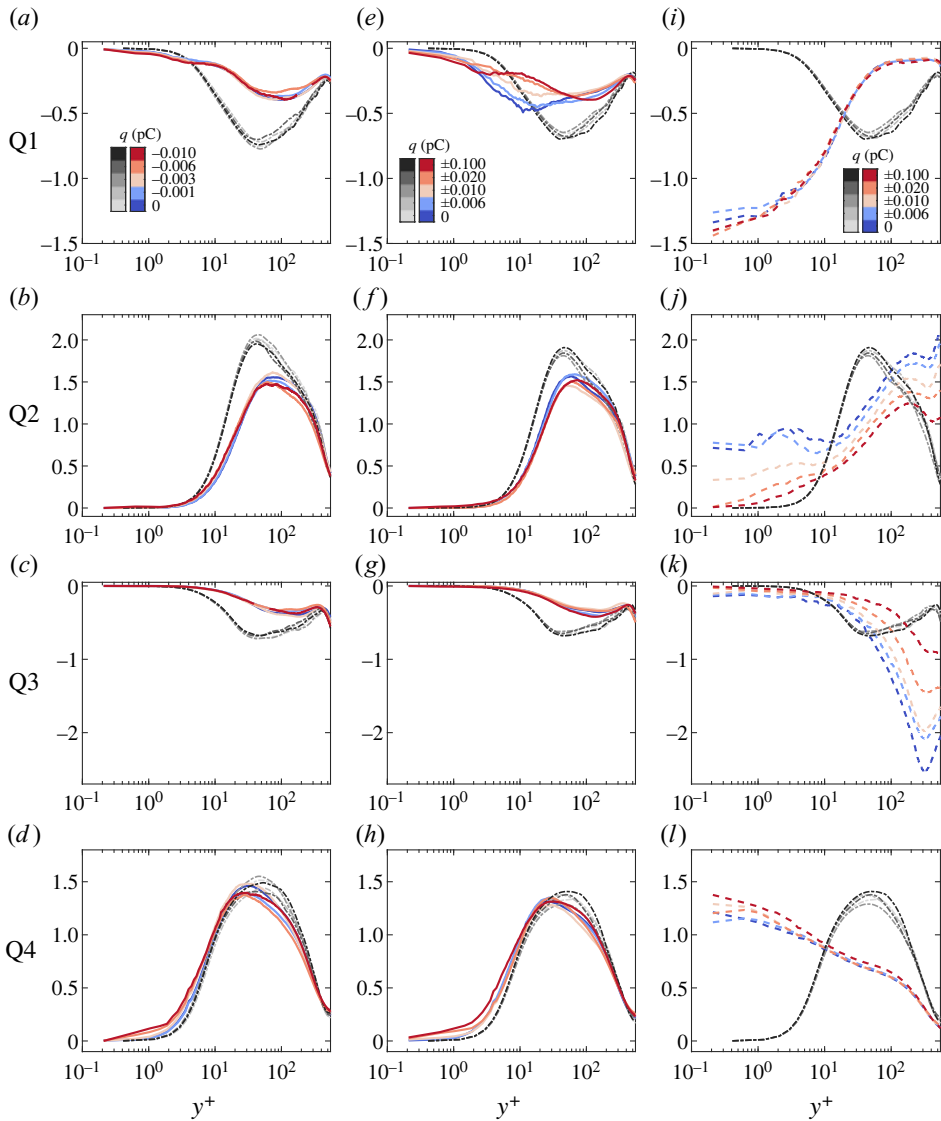 (a) (e) (i)
0 0 0
−0.5 −0.5 −0.5
Q1
−1.0 −1.0 −1.0
−1.5 −1.5 −1.5
q (pC)
−0.010
−0.006
−0.003
−0.001
0
q (pC)
±0.100
±0.020
±0.010
±0.006
0
q (pC)
±0.100
±0.020
±0.010
±0.006
0
10⁻¹ 10⁰ 10¹ 10² 10⁻¹ 10⁰ 10¹ 10² 10⁻¹ 10⁰ 10¹ 10²
(b) (f) (j)
2.0 2.0 2.0
1.5 1.5 1.5
Q2
1.0 1.0 1.0
0.5 0.5 0.5
0 0 0
10⁻¹ 10⁰ 10¹ 10² 10⁻¹ 10⁰ 10¹ 10² 10⁻¹ 10⁰ 10¹ 10²
(c) (g) (k)
0 0 0
−1 −1 −1
Q3
−2 −2 −2
10⁻¹ 10⁰ 10¹ 10² 10⁻¹ 10⁰ 10¹ 10² 10⁻¹ 10⁰ 10¹ 10²
(d) (h) (l)
1.5 1.5 1.5
1.0 1.0 1.0
Q4
0.5 0.5 0.5
0 0 0
10⁻¹ 10⁰ 10¹ 10² 10⁻¹ 10⁰ 10¹ 10² 10⁻¹ 10⁰ 10¹ 10²
y⁺ y⁺ y⁺